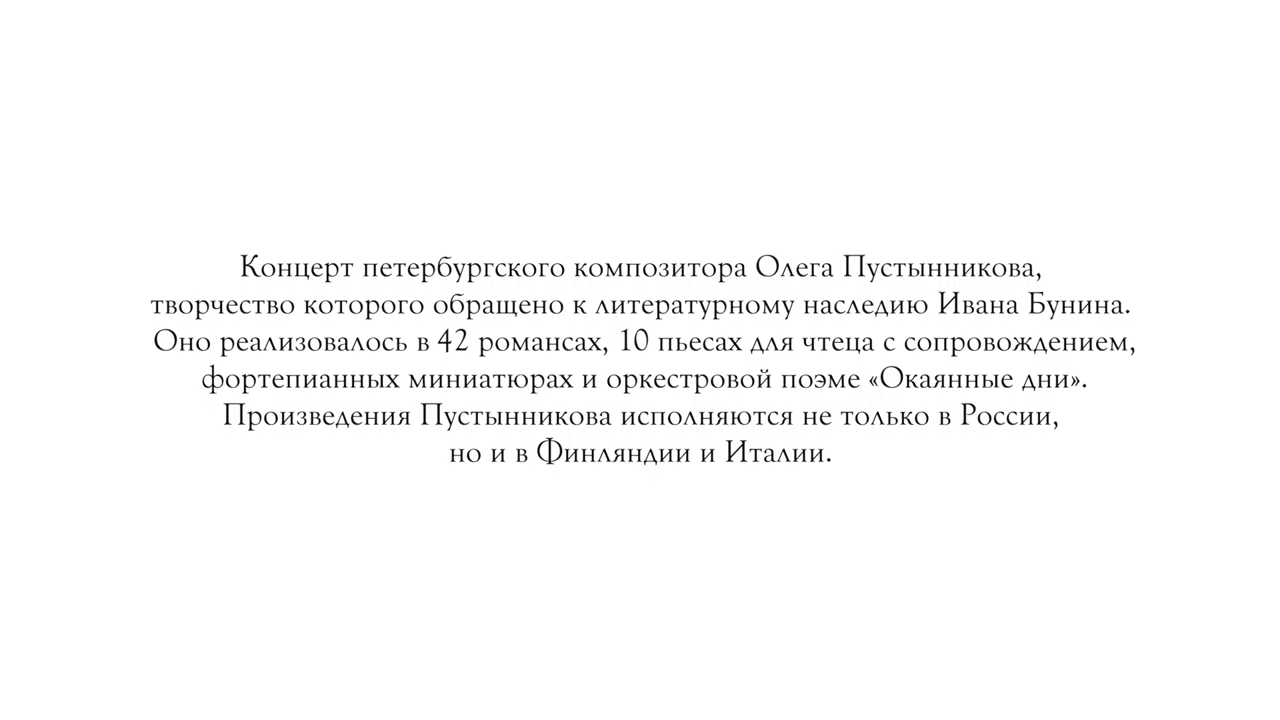 Концерт петербургского композитора Олега Пустынникова,
творчество которого обращено к литературному наследию Ивана Бунина.
Оно реализовалось в 42 романсах, 10 пьесах для чтеца с сопровождением,
фортепианных миниатюрах и оркестровой поэме «Окаянные дни».
Произведения Пустынникова исполняются не только в России,
но и в Финляндии и Италии.